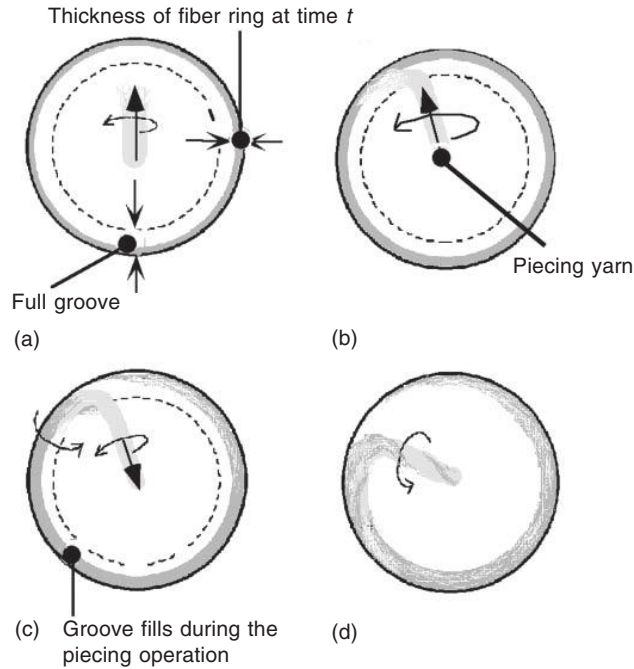 Thickness of fiber ring at time t
Full groove
Piecing yarn
(a)
(b)
(c)
Groove fills during the
piecing operation
(d)